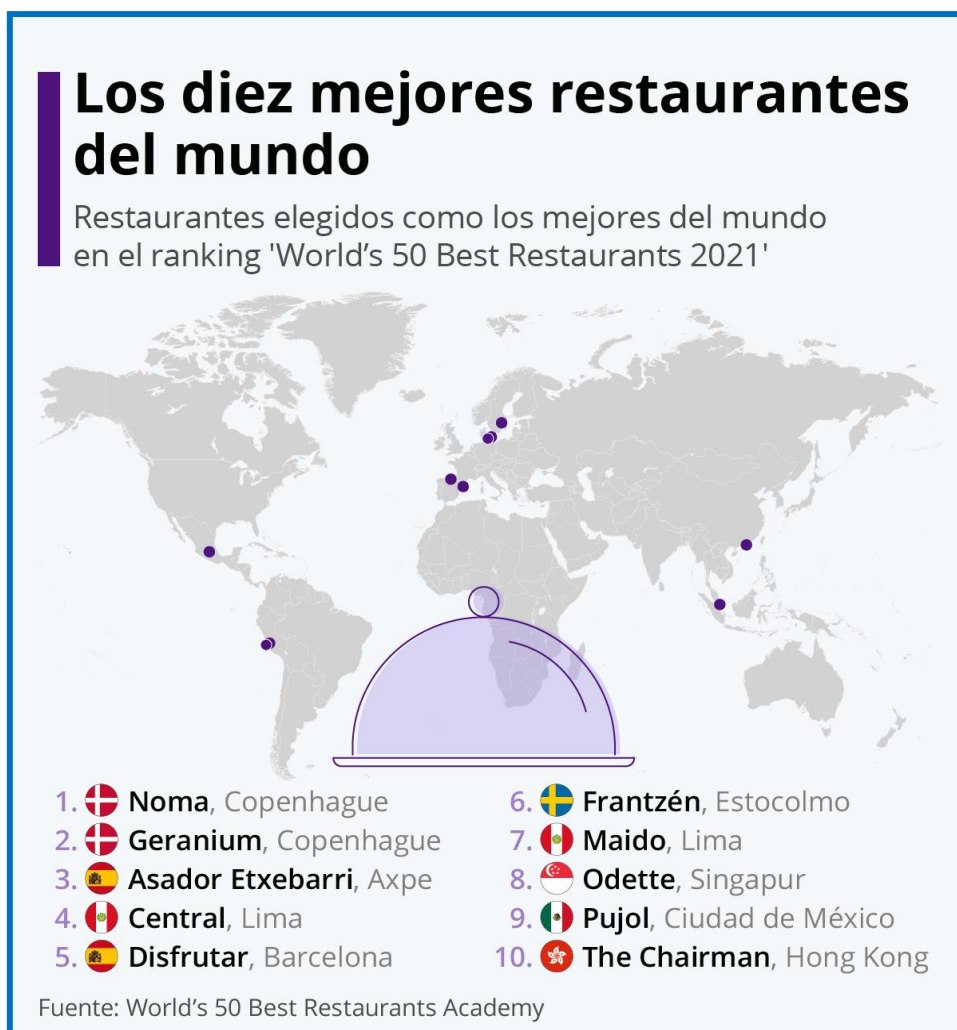 Los diez mejores restaurantes
del mundo
Restaurantes elegidos como los mejores del mundo
en el ranking 'World’s 50 Best Restaurants 2021'
1. Noma, Copenhague
2. Geranium, Copenhague
3. Asador Etxebarri, Axpe
4. Central, Lima
5. Disfrutar, Barcelona
6. Frantzén, Estocolmo
7. Maido, Lima
8. Odette, Singapur
9. Pujol, Ciudad de México
10. The Chairman, Hong Kong
Fuente: World’s 50 Best Restaurants Academy